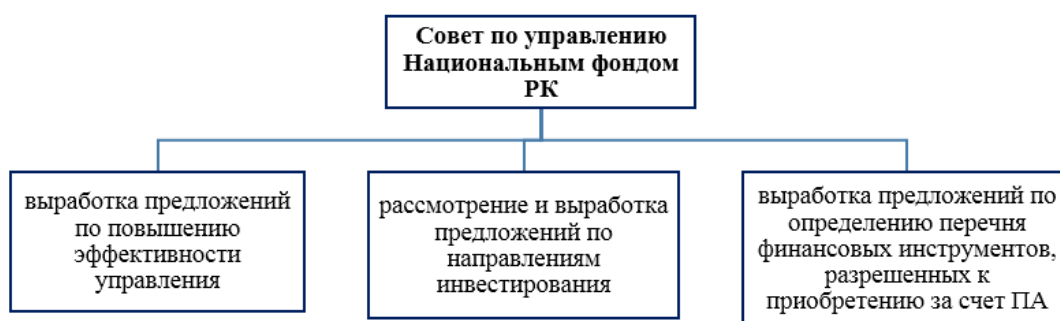 Совет по управлению
Национальным фондом
РК
выработка предложений
по повышению
эффективности
управления
рассмотрение и выработка
предложений по
направлениям
инвестирования
выработка предложений по
определению перечня
финансовых инструментов,
разрешенных к
приобретению за счет ПА